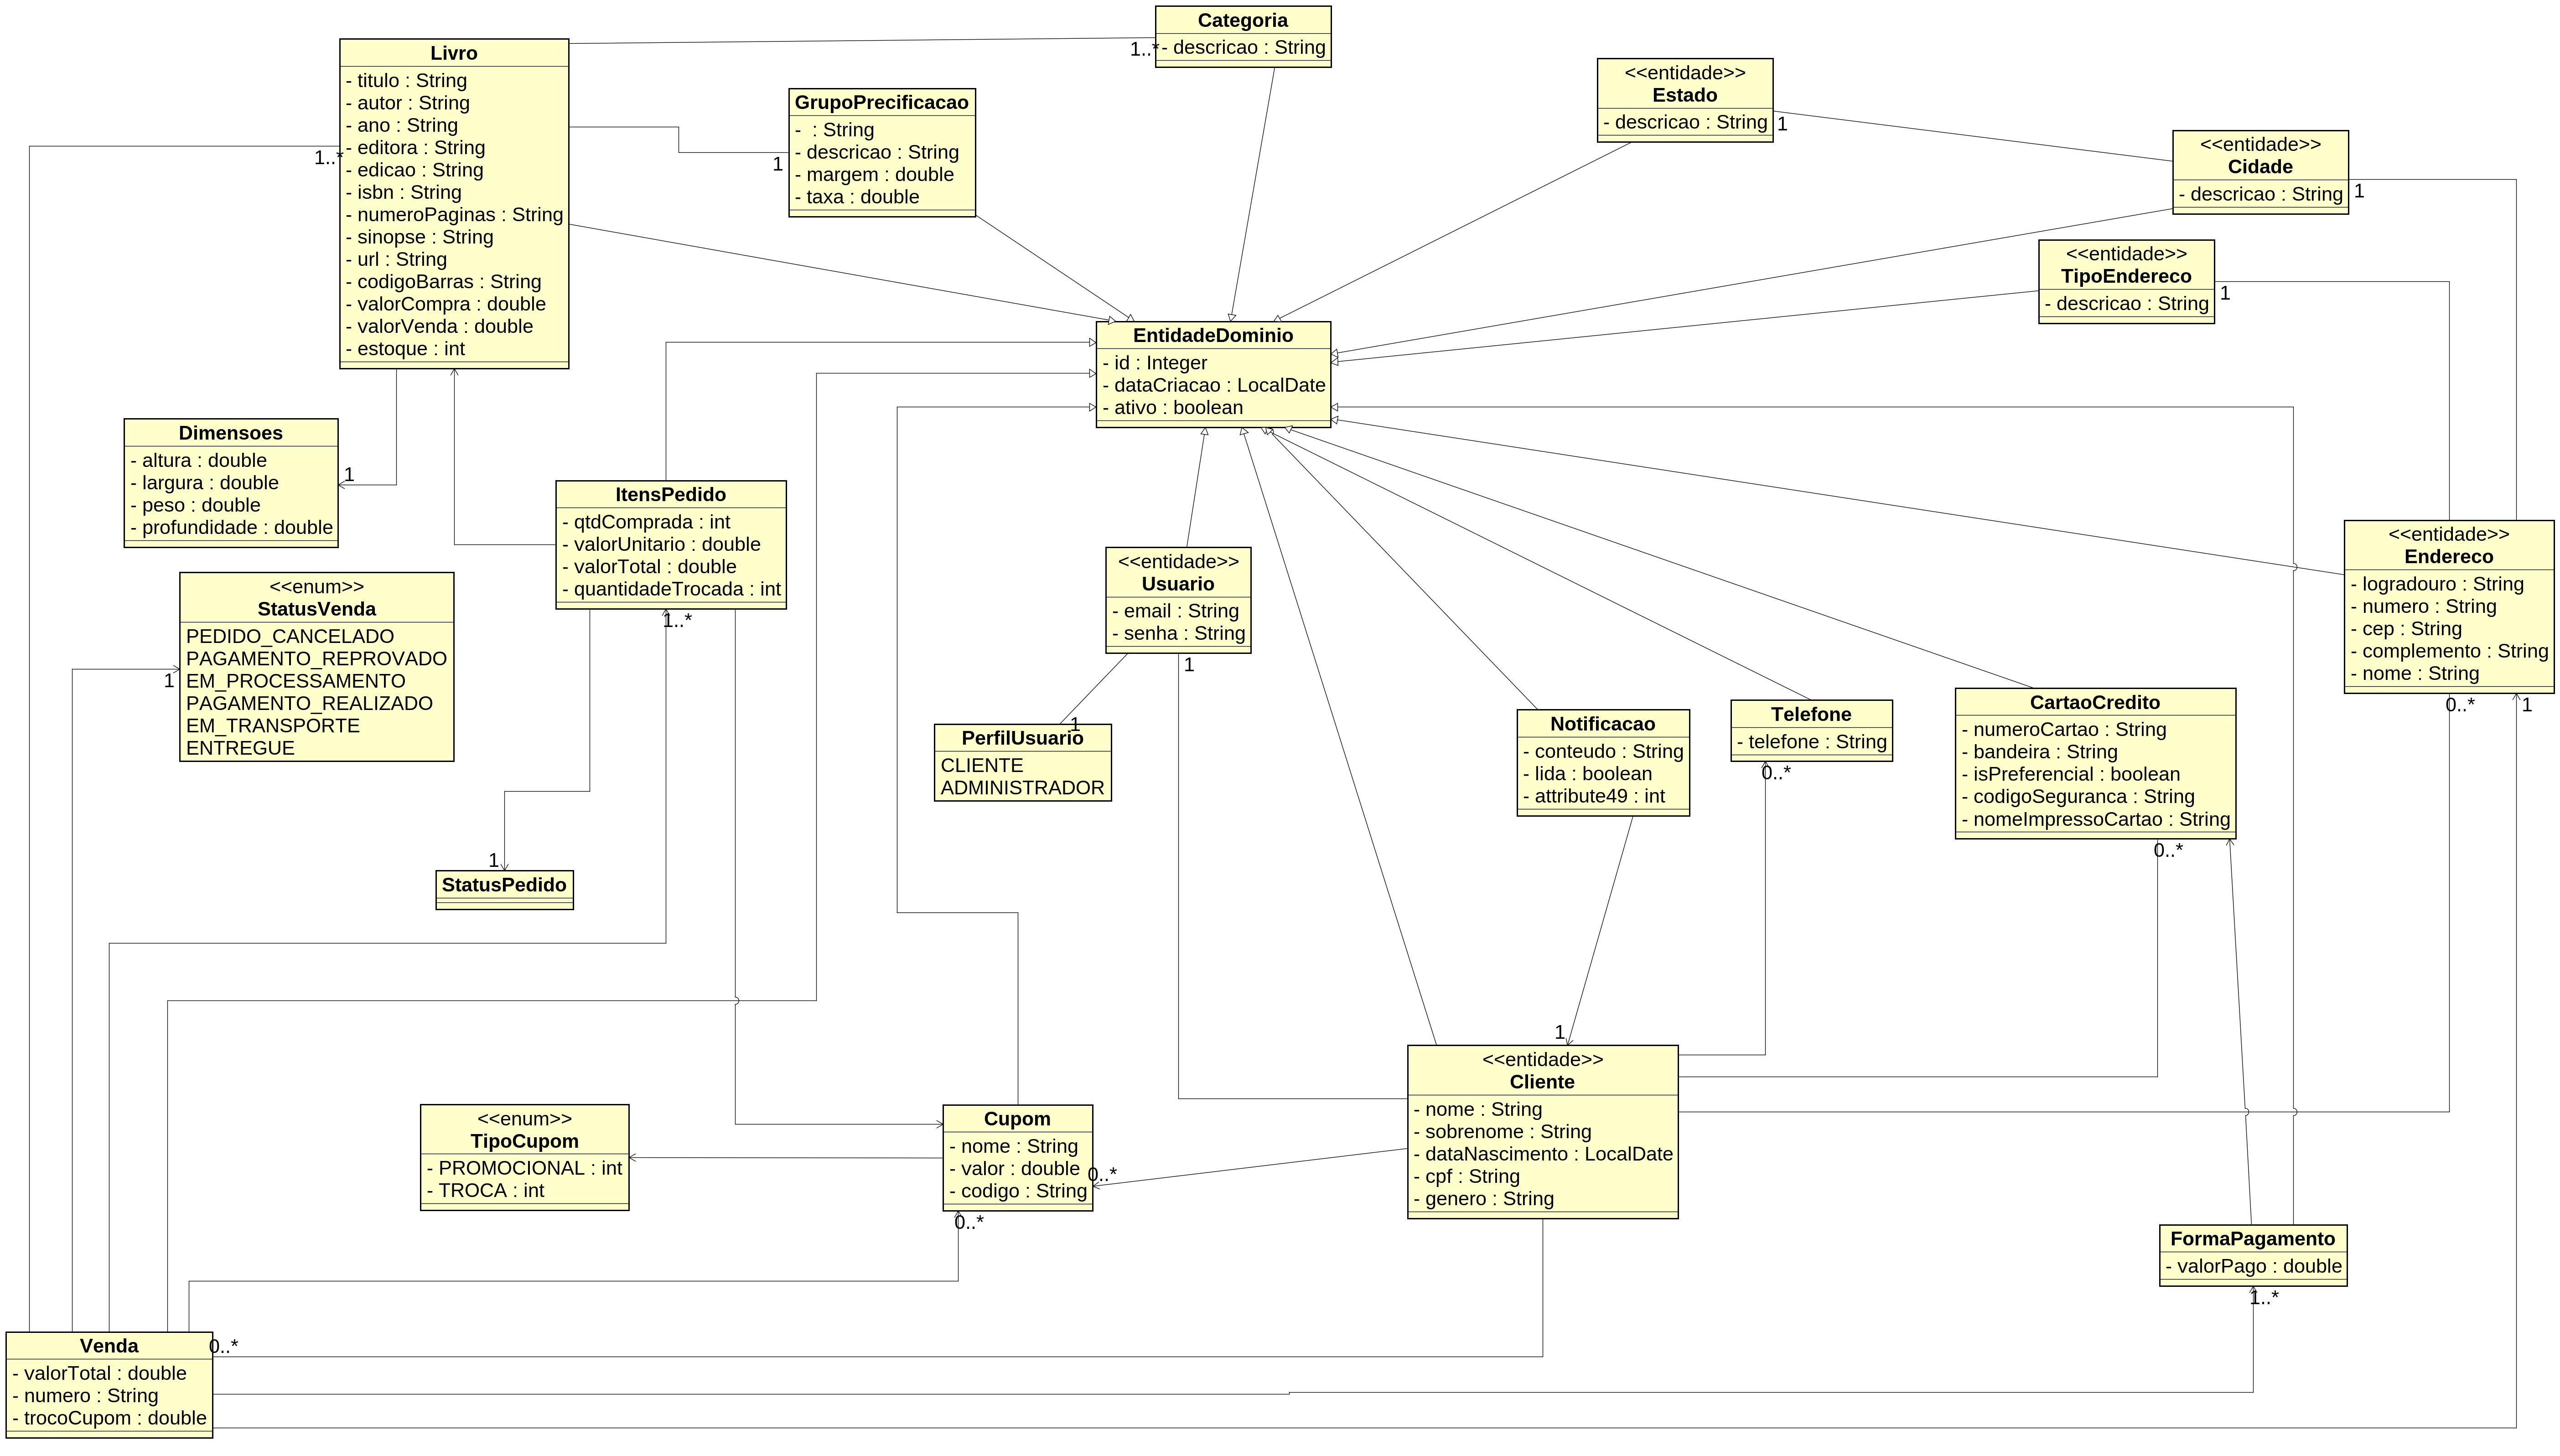 Categoria
- descricao : String
1..*
Livro
- titulo : String
- autor : String
- ano : String
- editora : String
- edicao : String
- isbn : String
- numeroPaginas : String
- sinopse : String
- url : String
- codigoBarras : String
- valorCompra : double
- valorVenda : double
- estoque : int
1..*
GrupoPrecificacao
-  : String
- descricao : String
- margem : double
- taxa : double
1
<<entidade>>
Estado
- descricao : String
1
<<entidade>>
Cidade
- descricao : String
1
<<entidade>>
TipoEndereco
- descricao : String
1
EntidadeDominio
- id : Integer
- dataCriacao : LocalDate
- ativo : boolean
Dimensoes
- altura : double
- largura : double
- peso : double
- profundidade : double
1
ItensPedido
- qtdComprada : int
- valorUnitario : double
- valorTotal : double
- quantidadeTrocada : int
1..*
<<entidade>>
Usuario
- email : String
- senha : String
1
<<entidade>>
Endereco
- logradouro : String
- numero : String
- cep : String
- complemento : String
- nome : String
0..*
1
<<enum>>
StatusVenda
PEDIDO_CANCELADO
PAGAMENTO_REPROVADO
EM_PROCESSAMENTO
PAGAMENTO_REALIZADO
EM_TRANSPORTE
ENTREGUE
1
1
PerfilUsuario
CLIENTE
ADMINISTRADOR
Notificacao
- conteudo : String
- lida : boolean
- attribute49 : int
Telefone
- telefone : String
0..*
CartaoCredito
- numeroCartao : String
- bandeira : String
- isPreferencial : boolean
- codigoSeguranca : String
- nomeImpressoCartao : String
0..*
1
StatusPedido
1
<<entidade>>
Cliente
- nome : String
- sobrenome : String
- dataNascimento : LocalDate
- cpf : String
- genero : String
<<enum>>
TipoCupom
- PROMOCIONAL : int
- TROCA : int
Cupom
- nome : String
- valor : double
- codigo : String
0..*
0..*
FormaPagamento
- valorPago : double
1..*
Venda
- valorTotal : double
- numero : String
- trocoCupom : double
0..*